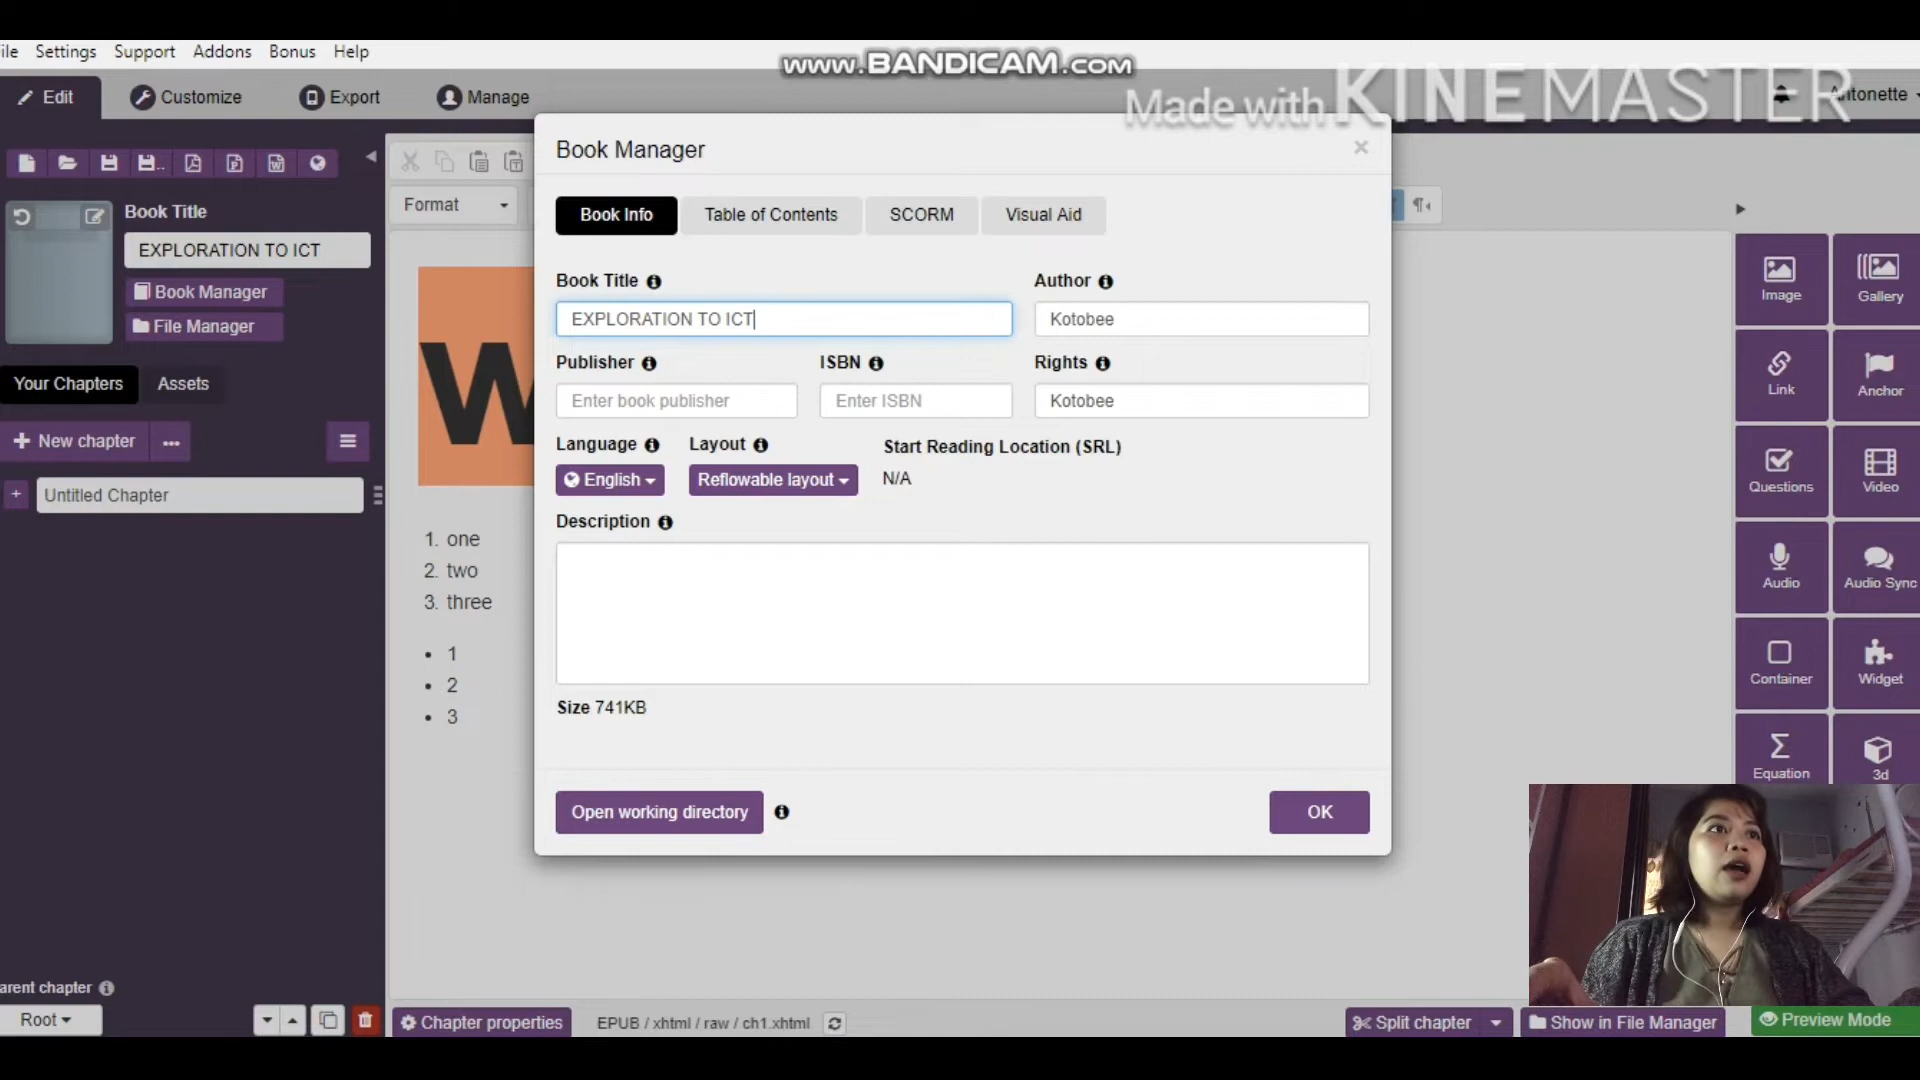 ile Settings Support Addons Bonus Help
www.BANDICAM.com
Made with KINEMASTER
Edit Customize Export Manage
Antonette
Book Title
EXPLORATION TO ICT
Book Manager
File Manager
Your Chapters Assets
New chapter ...
Untitled Chapter
arent chapter
Root
Format
W
1. one
2. two
3. three
• 1
• 2
• 3
Book Manager
Book Info Table of Contents SCORM Visual Aid
Book Title Author
EXPLORATION TO ICT Kotobee
Publisher ISBN Rights
Enter book publisher Enter ISBN Kotobee
Language Layout Start Reading Location (SRL)
English Reflowable layout N/A
Description
Size 741KB
Open working directory OK
Image Gallery
Link Anchor
Questions Video
Audio Audio Sync
Container Widget
Equation 3d
Chapter properties EPUB / xhtml / raw / ch1.xhtml Split chapter Show in File Manager Preview Mode